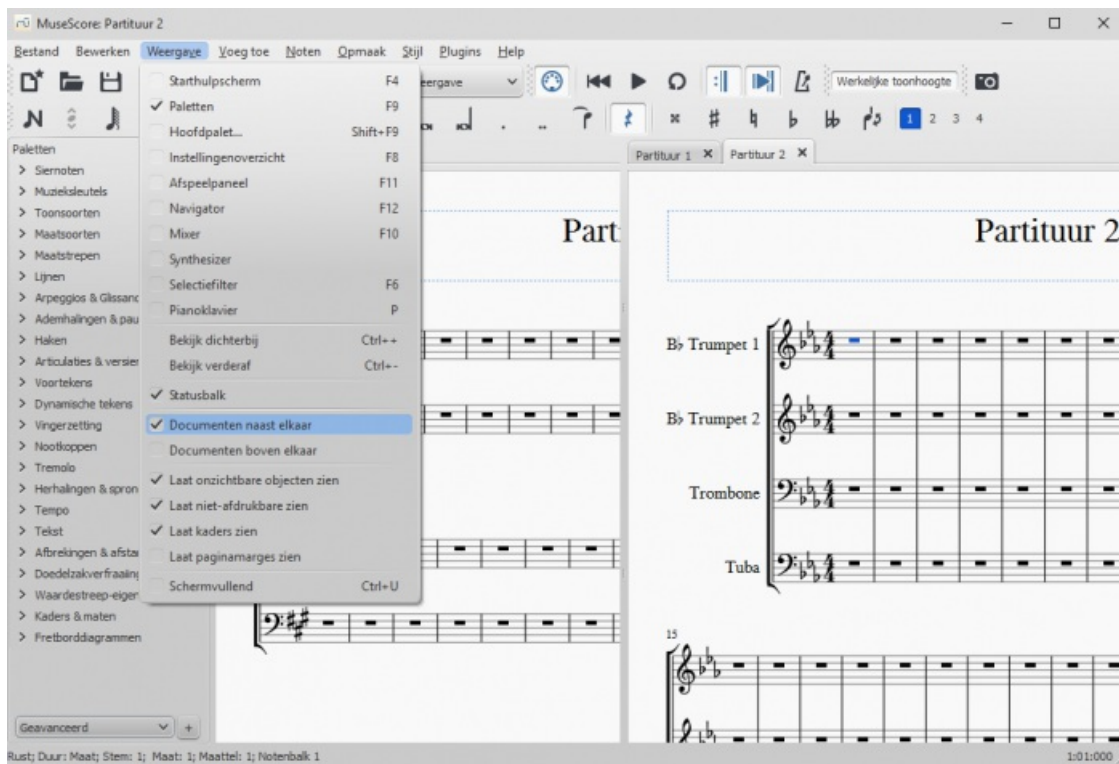 MuseScore: Partituur 2
Bestand Bewerken Weergave Voeg toe Noten Opmaak Stijl Plugins Help
Starthulpscherm F4
Paletten F9
Hoofdpalet... Shift+F9
Instellingenoverzicht F8
Afspeelpaneel F11
Navigator F12
Mixer F10
Synthesizer
Selectiefilter F6
Pianoklavier P
Bekijk dichterbij Ctrl++
Bekijk verderaf Ctrl+-
Statusbalk
Documenten naast elkaar
Documenten boven elkaar
Laat onzichtbare objecten zien
Laat niet-afdrukbare zien
Laat kaders zien
Laat paginamarges zien
Schermvullend Ctrl+U
eergave
Werkelijke toonhoogte
1 2 3 4
Paletten
Siernoten
Muzieksleutels
Toonsoorten
Maatsoorten
Maatstrepen
Lijnen
Arpeggios & Glissanc
Ademhalingen & pau
Haken
Articulaties & versier
Voortekens
Dynamische tekens
Vingerzetting
Nootkoppen
Tremolo
Herhalingen & spron
Tempo
Tekst
Afbrekingen & afsta
Doedelzakverfraaiing
Waardestreep-eiger
Kaders & maten
Fretborddiagrammen
Geavanceerd +
Part
Partituur 1 Partituur 2
Partituur 2
B♭ Trumpet 1
B♭ Trumpet 2
Trombone
Tuba
15
Rust; Duur: Maat; Stem: 1; Maat: 1; Maattel: 1; Notenbalk 1 1:01:000